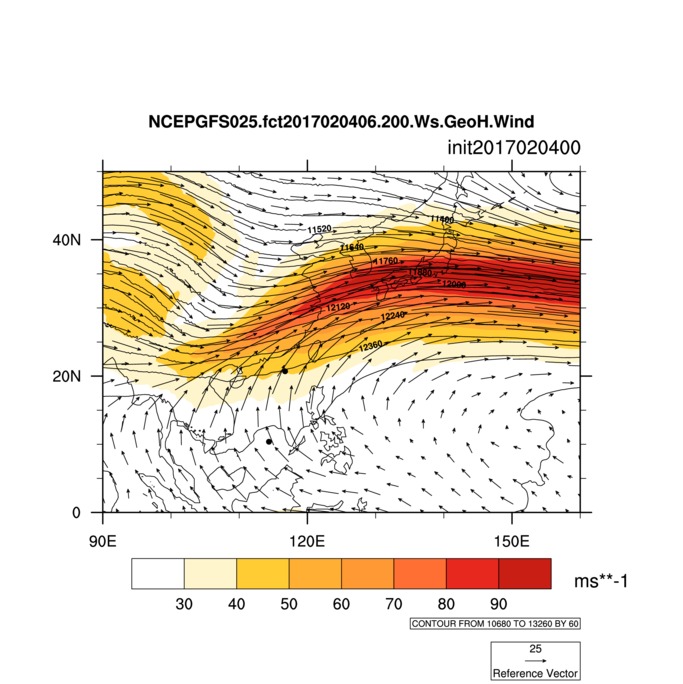 NCEPGFS025.fct2017020406.200.Ws.GeoH.Wind
init2017020400
11520
11400
40N
11640
11760
11880
12000
12120
12240
12360
20N
0
90E 120E 150E
ms**-1
30 40 50 60 70 80 90
CONTOUR FROM 10680 TO 13260 BY 60
25
Reference Vector